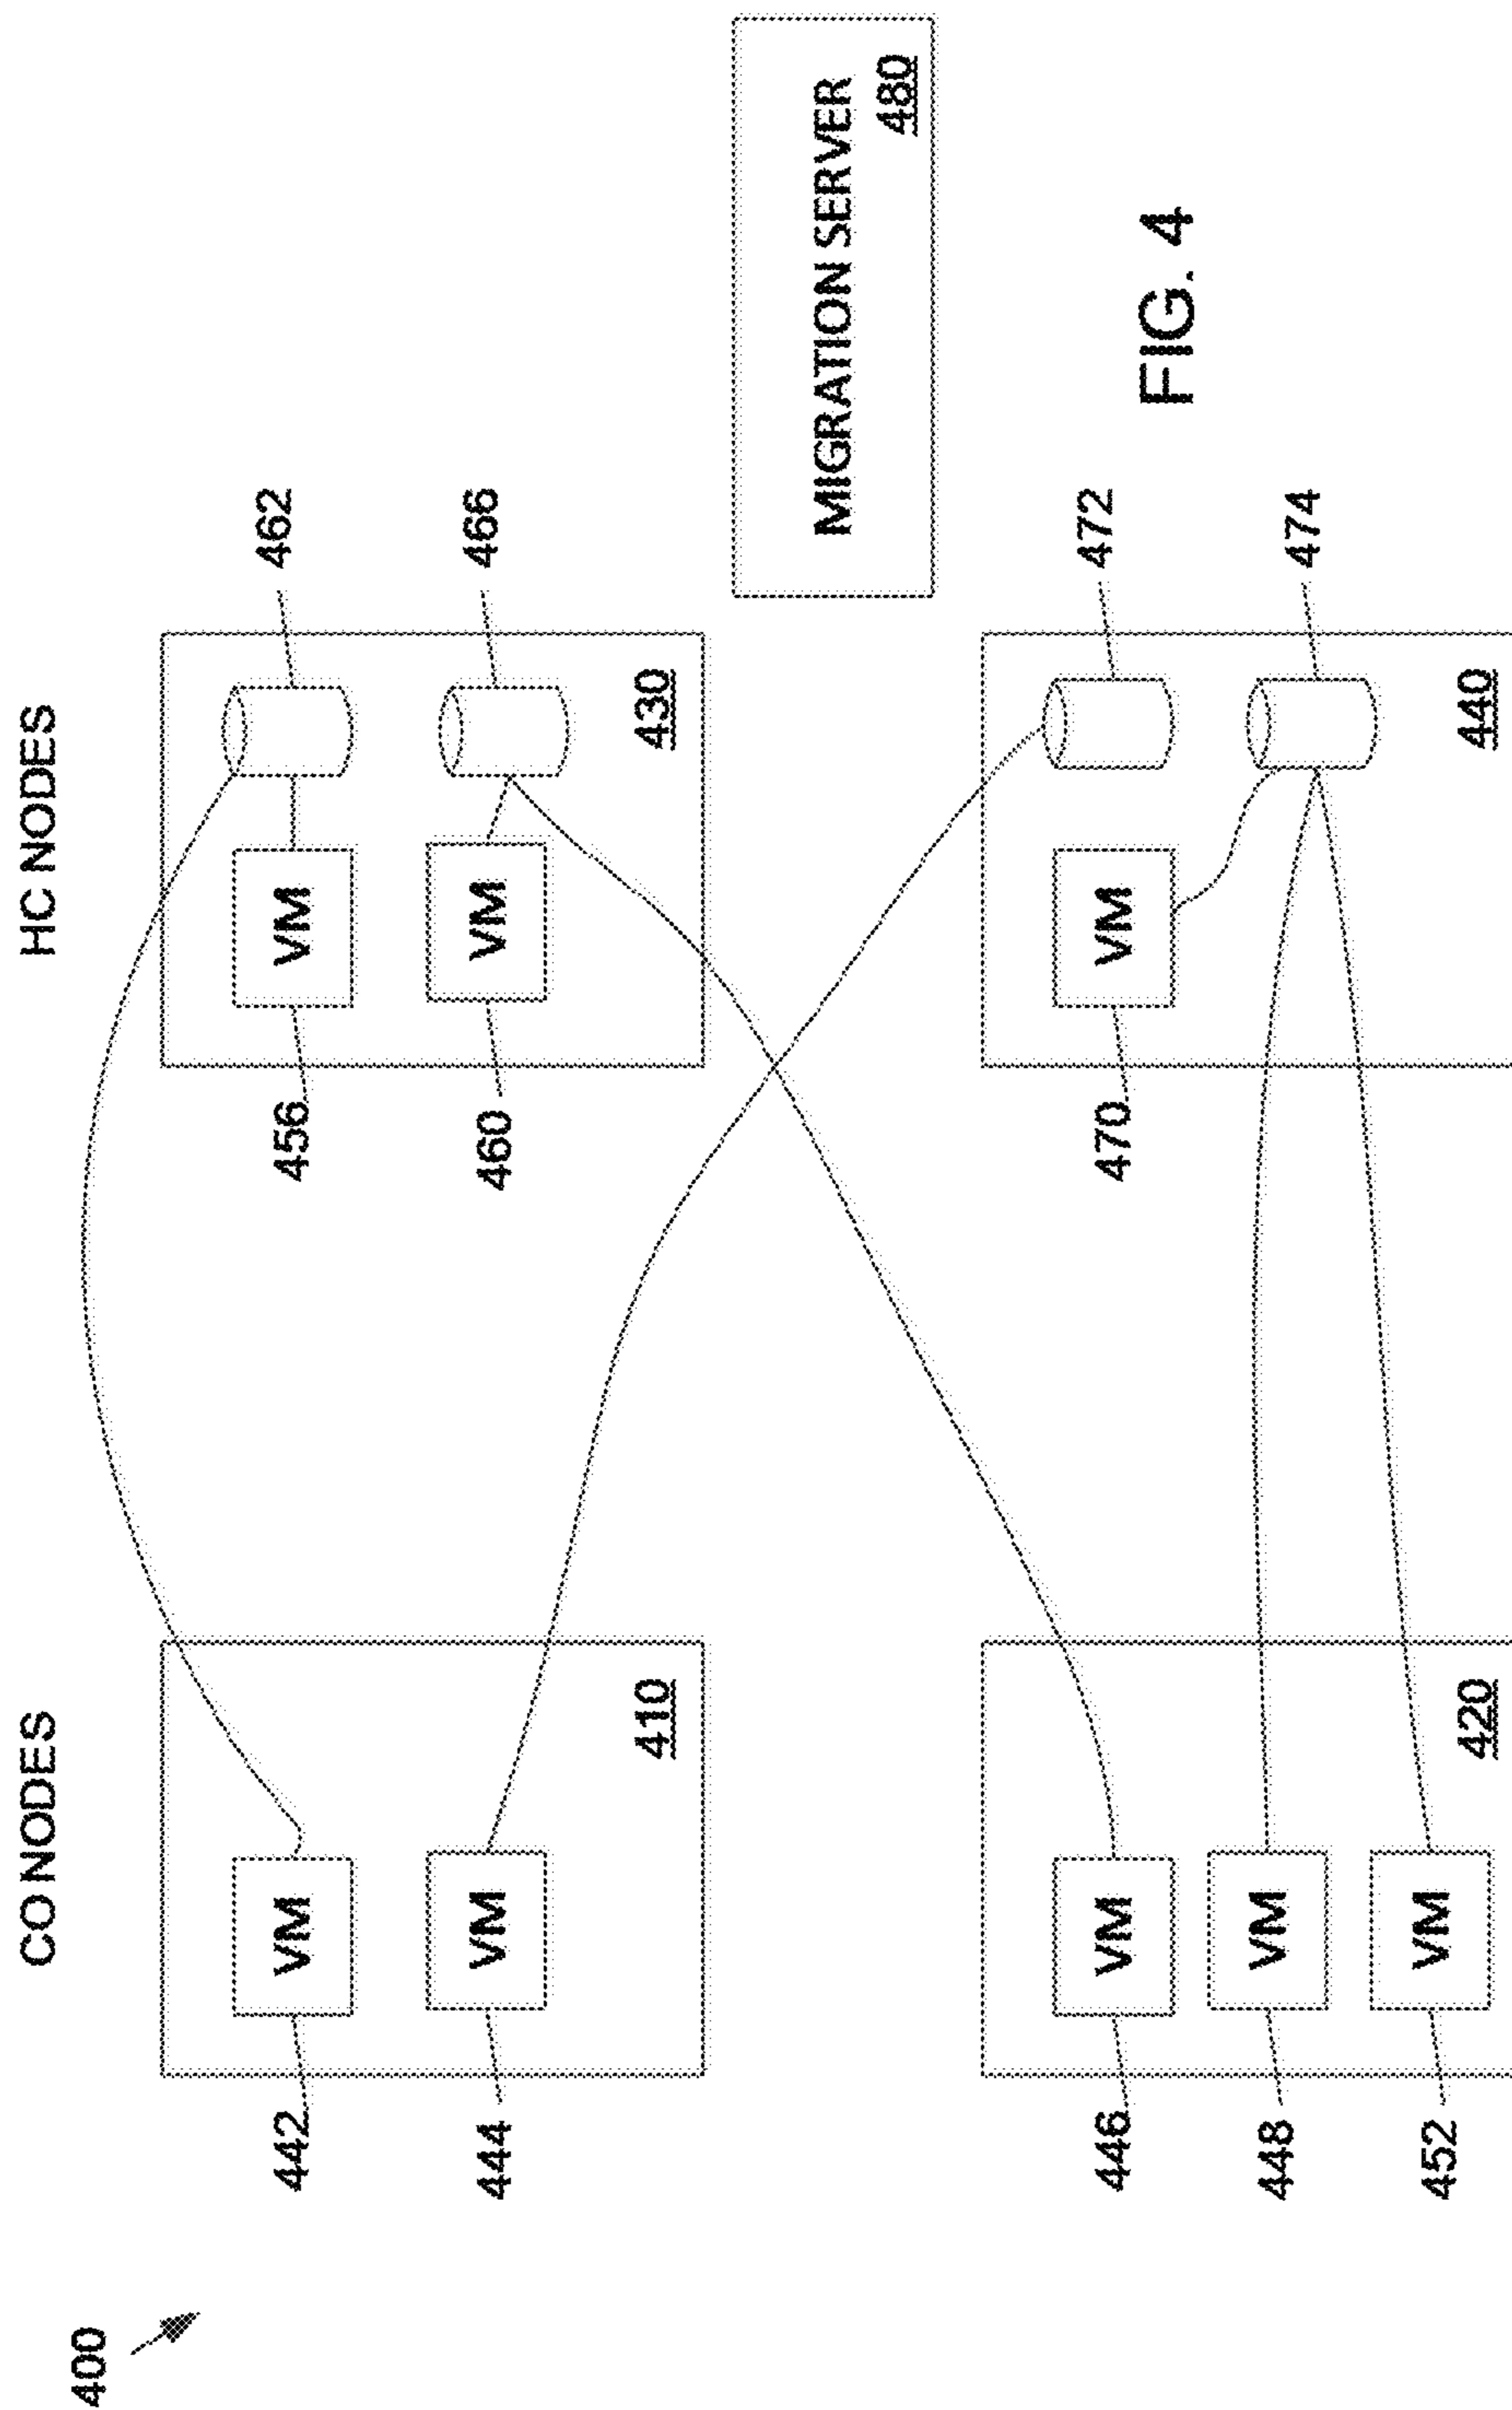 400
CO NODES
HC NODES
442
VM
VM
456
462
444
VM
VM
460
466
410
430
MIGRATION SERVER
480
446
VM
VM
470
472
448
VM
474
452
VM
420
440
FIG. 4